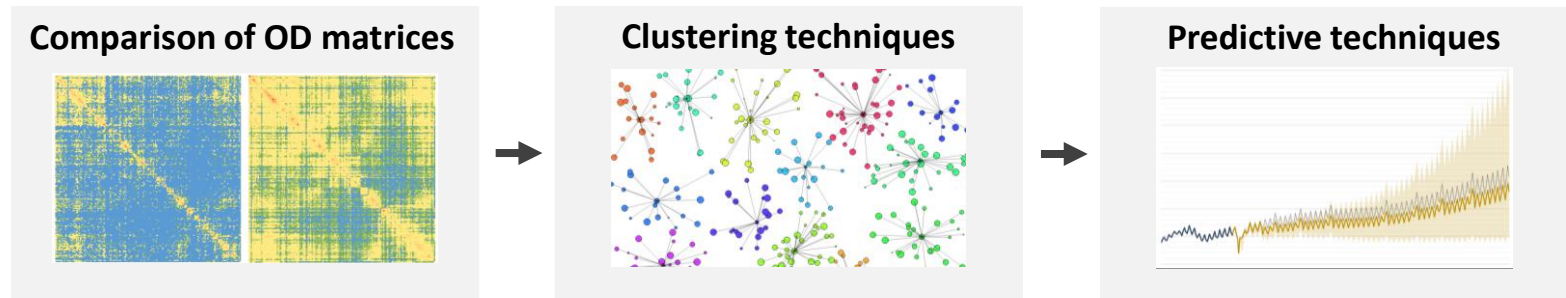 Comparison of OD matrices
Clustering techniques
Predictive techniques